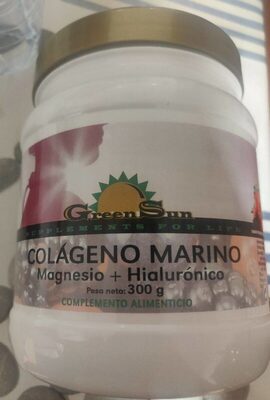 Green Sun
SUPPLEMENTS FOR LIFE
COLÁGENO MARINO
Magnesio + Hialurónico
Peso neto: 300 g
COMPLEMENTO ALIMENTICIO